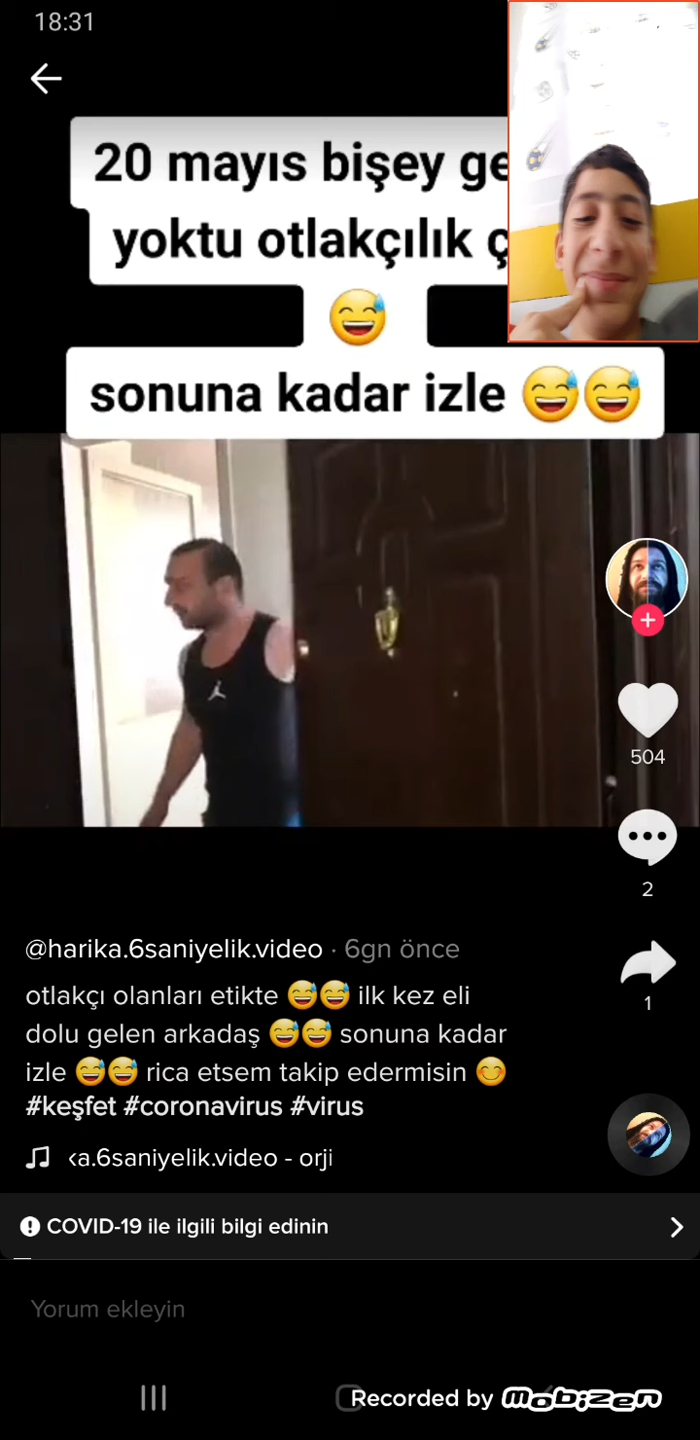 18:31
20 mayıs bişey
yoktu otlakçılık
😅
sonuna kadar izle 😅😅
504
2
@harika.6saniyelik.video · 6gn önce
otlakçı olanları etikte 😅😅 ilk kez eli
dolu gelen arkadaş 😅😅 sonuna kadar
izle 😅😅 rica etsem takip edermisin 😊
1
#keşfet #coronavirus #virus
a.6saniyelik.video - orji
COVID-19 ile ilgili bilgi edinin
Yorum ekleyin
Recorded by mobizen